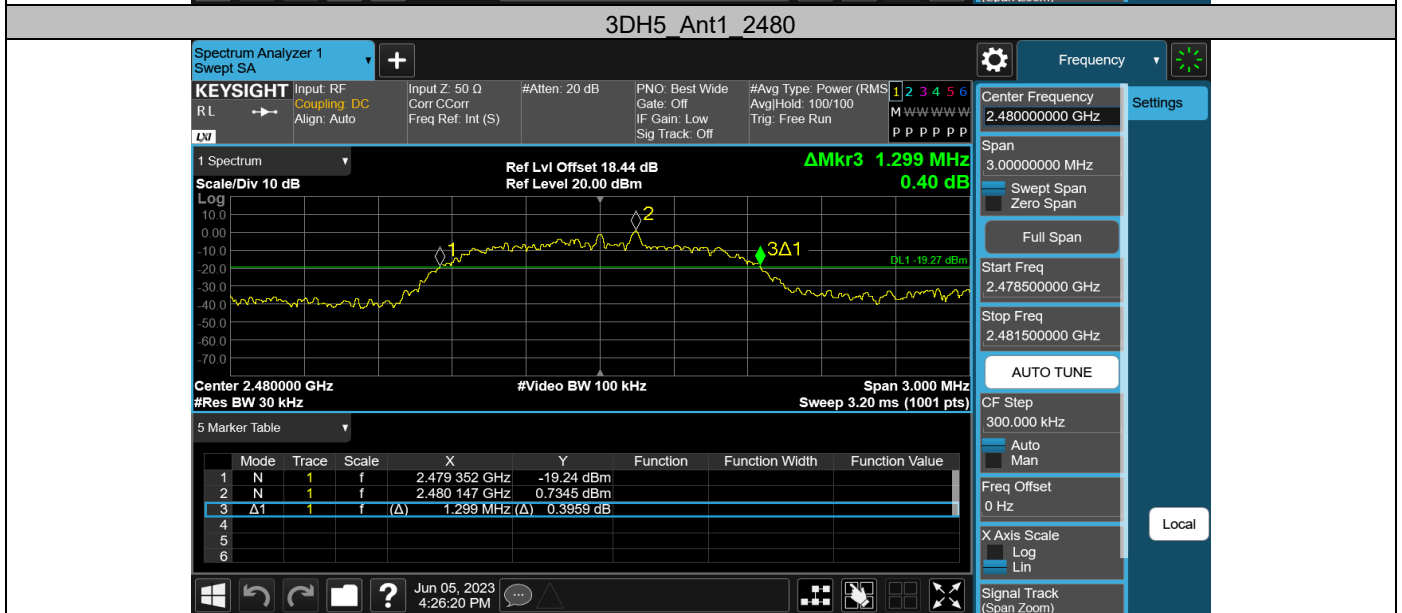 (Span Zoom)
3DH5_Ant1_2480
Spectrum Analyzer 1
Swept SA
+
Frequency
KEYSIGHT
RL
LXI
Input: RF
Coupling: DC
Align: Auto
Input Z: 50 Ω
Corr CCorr
Freq Ref: Int (S)
#Atten: 20 dB
PNO: Best Wide
Gate: Off
IF Gain: Low
Sig Track: Off
#Avg Type: Power (RMS
Avg|Hold: 100/100
Trig: Free Run
1 2 3 4 5 6
M W W W W W
P P P P P P
Center Frequency
2.480000000 GHz
Settings
1 Spectrum
Ref Lvl Offset 18.44 dB
ΔMkr3 1.299 MHz
Scale/Div 10 dB
Ref Level 20.00 dBm
0.40 dB
Log
10.0
0.00
-10.0
-20.0
-30.0
-40.0
-50.0
-60.0
-70.0
1
2
3Δ1
DL1 -19.27 dBm
Center 2.480000 GHz
#Video BW 100 kHz
Span 3.000 MHz
#Res BW 30 kHz
Sweep 3.20 ms (1001 pts)
Span
3.00000000 MHz
Swept Span
Zero Span
Full Span
Start Freq
2.478500000 GHz
Stop Freq
2.481500000 GHz
AUTO TUNE
CF Step
300.000 kHz
Auto
Man
Freq Offset
0 Hz
X Axis Scale
Log
Lin
Signal Track
(Span Zoom)
Local
5 Marker Table
Mode Trace Scale X Y Function Function Width Function Value
1 N 1 f 2.479 352 GHz -19.24 dBm
2 N 1 f 2.480 147 GHz 0.7345 dBm
3 Δ1 1 f (Δ) 1.299 MHz (Δ) 0.3959 dB
4
5
6
?
Jun 05, 2023
4:26:20 PM